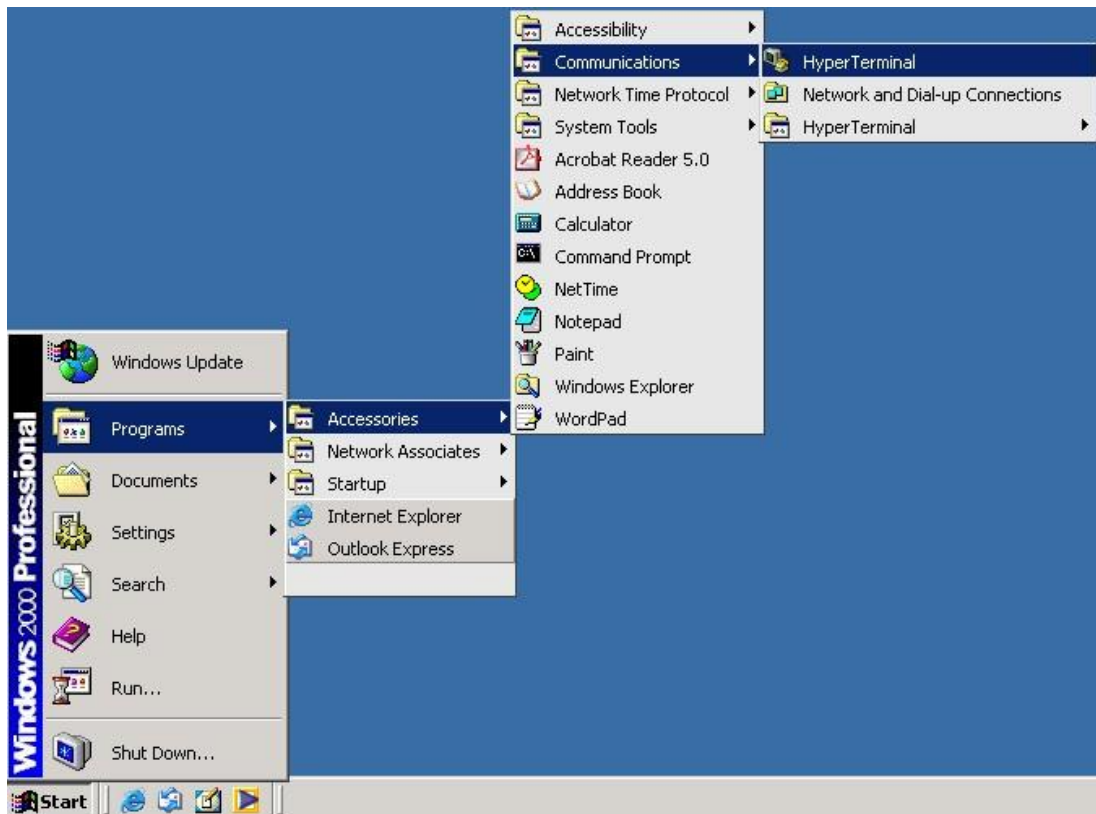 Accessibility
Communications
Network Time Protocol
System Tools
Acrobat Reader 5.0
Address Book
Calculator
Command Prompt
NetTime
Notepad
Paint
Windows Explorer
WordPad
HyperTerminal
Network and Dial-up Connections
HyperTerminal
Windows Update
Programs
Documents
Settings
Search
Help
Run...
Shut Down...
Accessories
Network Associates
Startup
Internet Explorer
Outlook Express
Windows 2000 Professional
Start